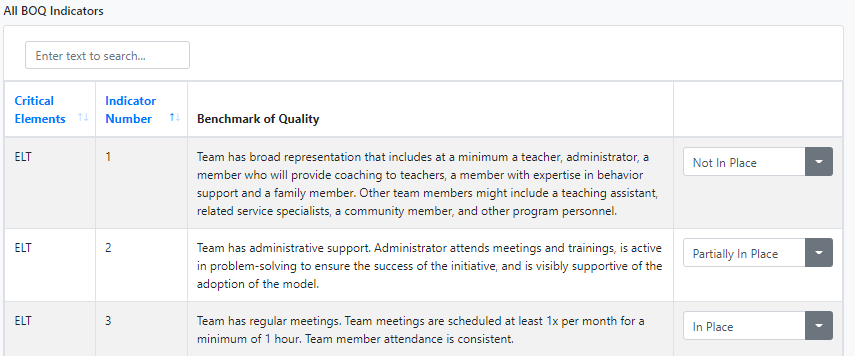 All BOQ Indicators
Enter text to search...
Critical Elements
Indicator Number
Benchmark of Quality
ELT
1
Team has broad representation that includes at a minimum a teacher, administrator, a
member who will provide coaching to teachers, a member with expertise in behavior
support and a family member. Other team members might include a teaching assistant,
related service specialists, a community member, and other program personnel.
Not In Place
ELT
2
Team has administrative support. Administrator attends meetings and trainings, is active
in problem-solving to ensure the success of the initiative, and is visibly supportive of the
adoption of the model.
Partially In Place
ELT
3
Team has regular meetings. Team meetings are scheduled at least 1x per month for a
minimum of 1 hour. Team member attendance is consistent.
In Place